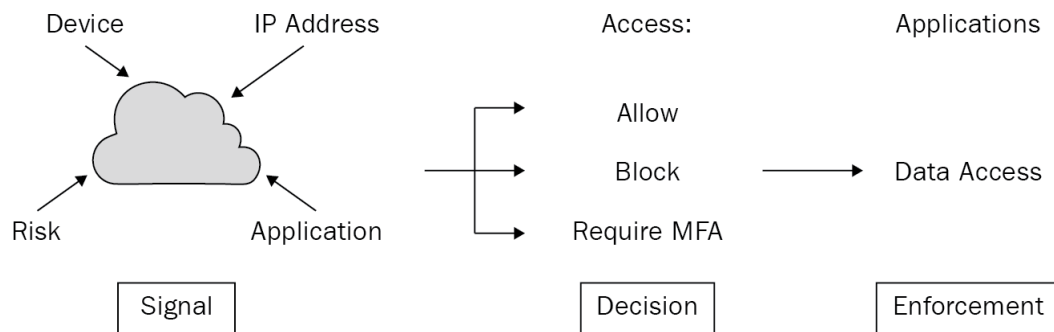 Device
IP Address
Access:
Applications
Allow
Block
Data Access
Risk
Application
Require MFA
Signal
Decision
Enforcement